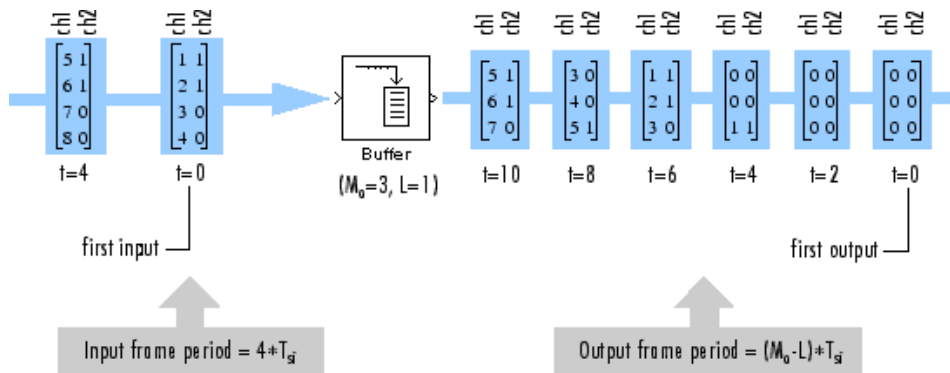 ch1 ch2 ch1 ch2 ch1 ch2 ch1 ch2 ch1 ch2 ch1 ch2 ch1 ch2 ch1 ch2
5 1 1 1 5 1 3 0 1 1 0 0 0 0 0 0
6 1 2 1 6 1 4 0 2 1 0 0 0 0 0 0
7 0 3 0 7 0 5 1 3 0 1 1 0 0 0 0
8 0 4 0
Buffer
t=4 t=0 (Mo=3, L=1) t=10 t=8 t=6 t=4 t=2 t=0
first input first output
Input frame period = 4*Tsi
Output frame period = (Mo-L)*Tsi